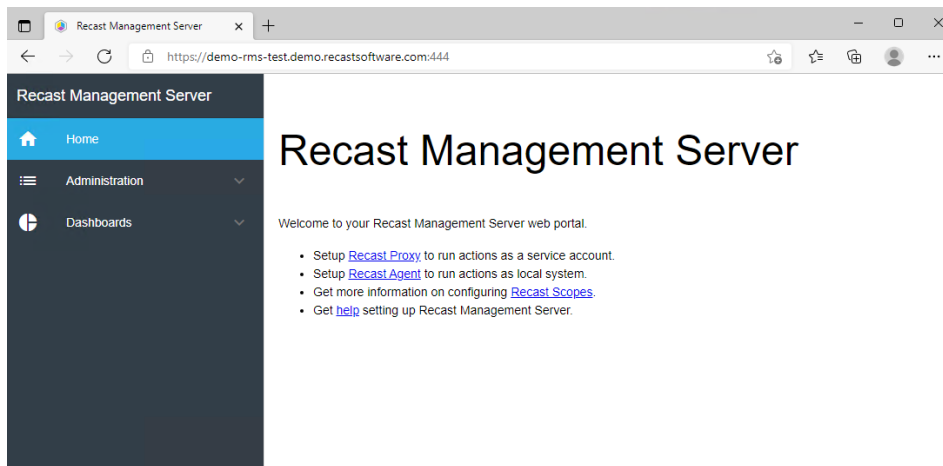 Recast Management Server
https://demo-rms-test.demo.recastsoftware.com:444
Recast Management Server
Home
Administration
Dashboards
Recast Management Server
Welcome to your Recast Management Server web portal.
• Setup Recast Proxy to run actions as a service account.
• Setup Recast Agent to run actions as local system.
• Get more information on configuring Recast Scopes.
• Get help setting up Recast Management Server.